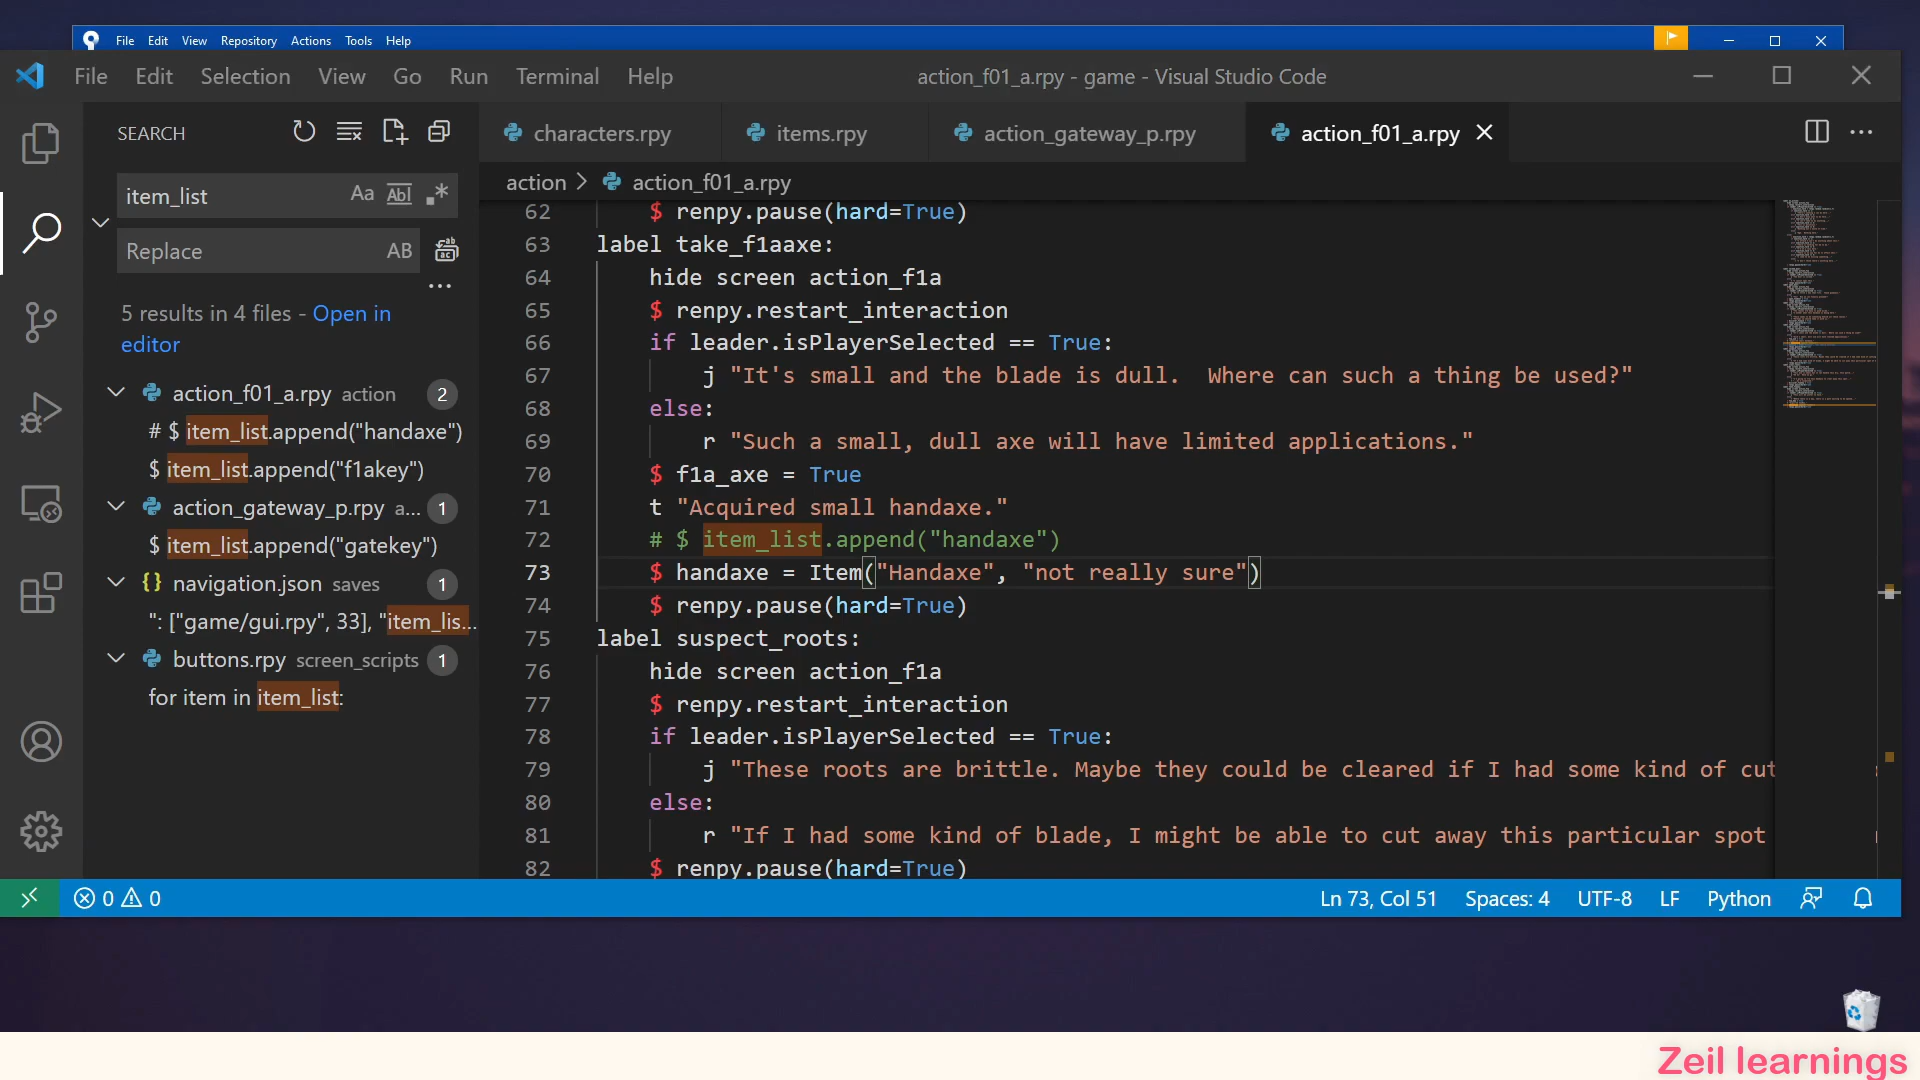 File Edit View Repository Actions Tools Help
File Edit Selection View Go Run Terminal Help
action_f01_a.rpy - game - Visual Studio Code
SEARCH
characters.rpy
items.rpy
action_gateway_p.rpy
action_f01_a.rpy
item_list
Aa Abl .*
Replace
AB
5 results in 4 files - Open in
editor
action_f01_a.rpy action 2
# $ item_list.append("handaxe")
$ item_list.append("f1akey")
action_gateway_p.rpy a... 1
$ item_list.append("gatekey")
{} navigation.json saves 1
": ["game/gui.rpy", 33], "item_lis...
buttons.rpy screen_scripts 1
for item in item_list:
action > action_f01_a.rpy
62 $ renpy.pause(hard=True)
63 label take_f1aaxe:
64 hide screen action_f1a
65 $ renpy.restart_interaction
66 if leader.isPlayerSelected == True:
67 j "It's small and the blade is dull.  Where can such a thing be used?"
68 else:
69 r "Such a small, dull axe will have limited applications."
70 $ f1a_axe = True
71 t "Acquired small handaxe."
72 # $ item_list.append("handaxe")
73 $ handaxe = Item("Handaxe", "not really sure")
74 $ renpy.pause(hard=True)
75 label suspect_roots:
76 hide screen action_f1a
77 $ renpy.restart_interaction
78 if leader.isPlayerSelected == True:
79 j "These roots are brittle. Maybe they could be cleared if I had some kind of cut
80 else:
81 r "If I had some kind of blade, I might be able to cut away this particular spot
82 $ renpy.pause(hard=True)
0 0
Ln 73, Col 51 Spaces: 4 UTF-8 LF Python
Zeil learnings